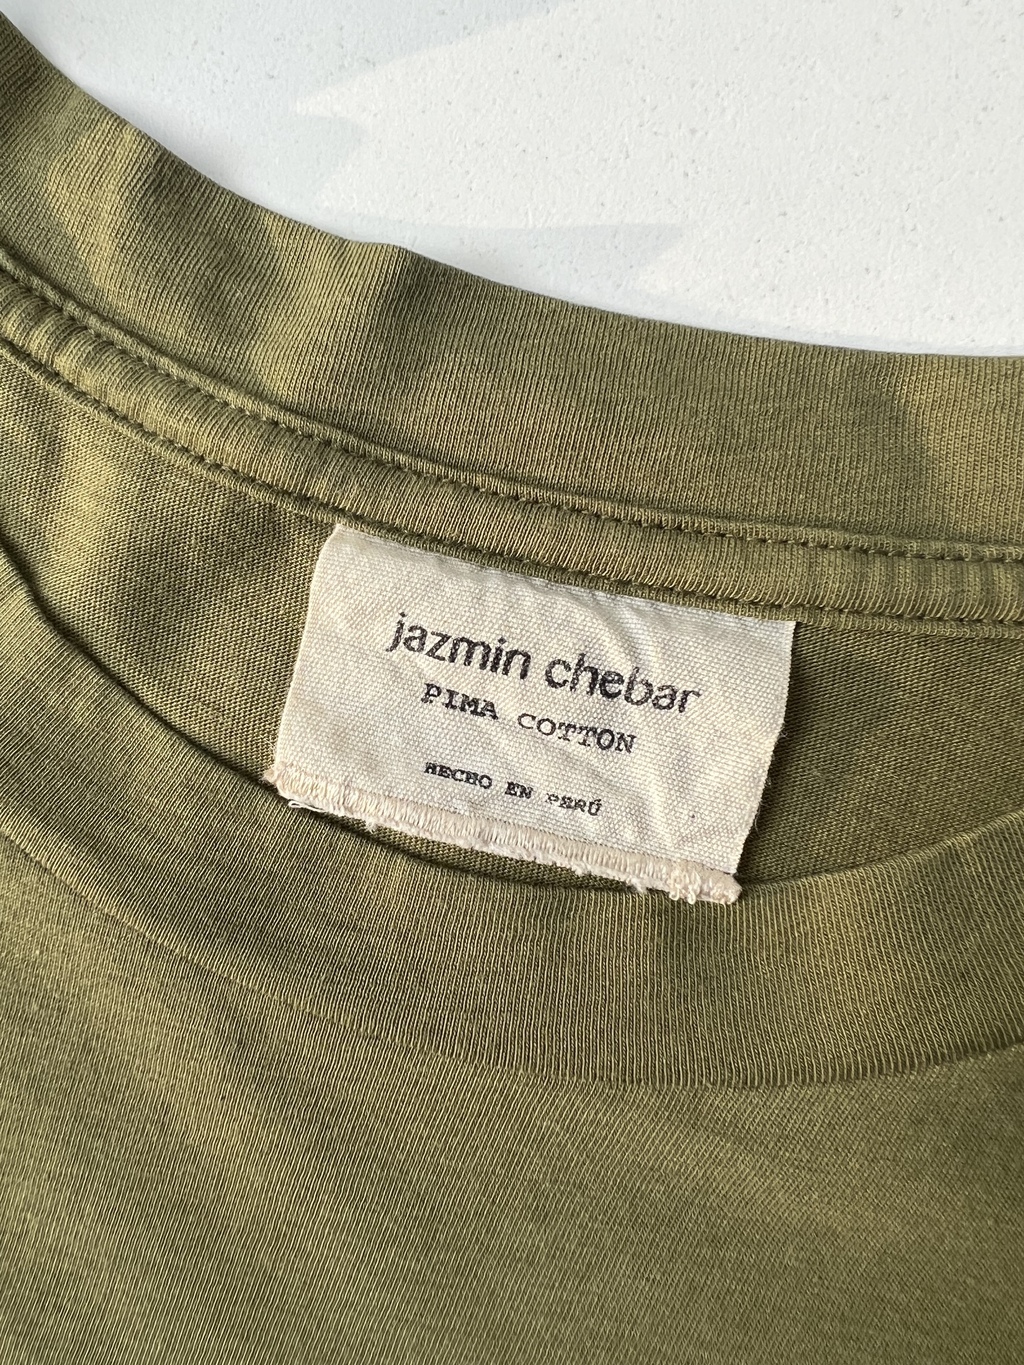 jazmin chebar
PIMA COTTON
HECHO EN PERÚ